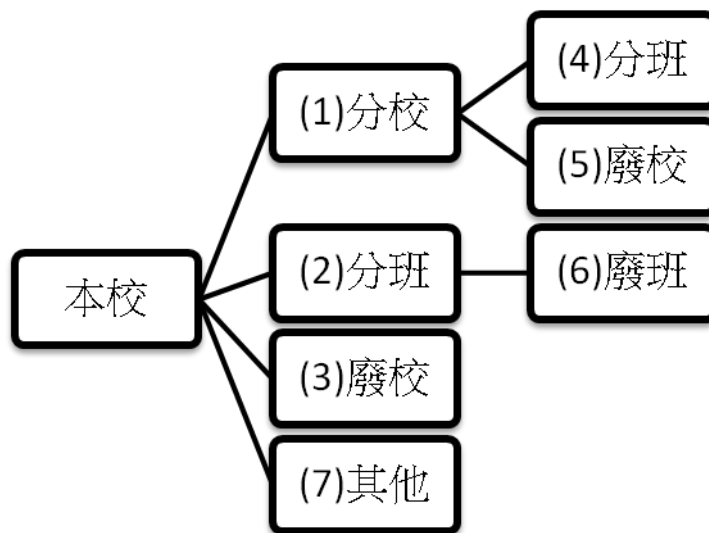 本校
(1)分校
(4)分班
(5)廢校
(2)分班
(6)廢班
(3)廢校
(7)其他